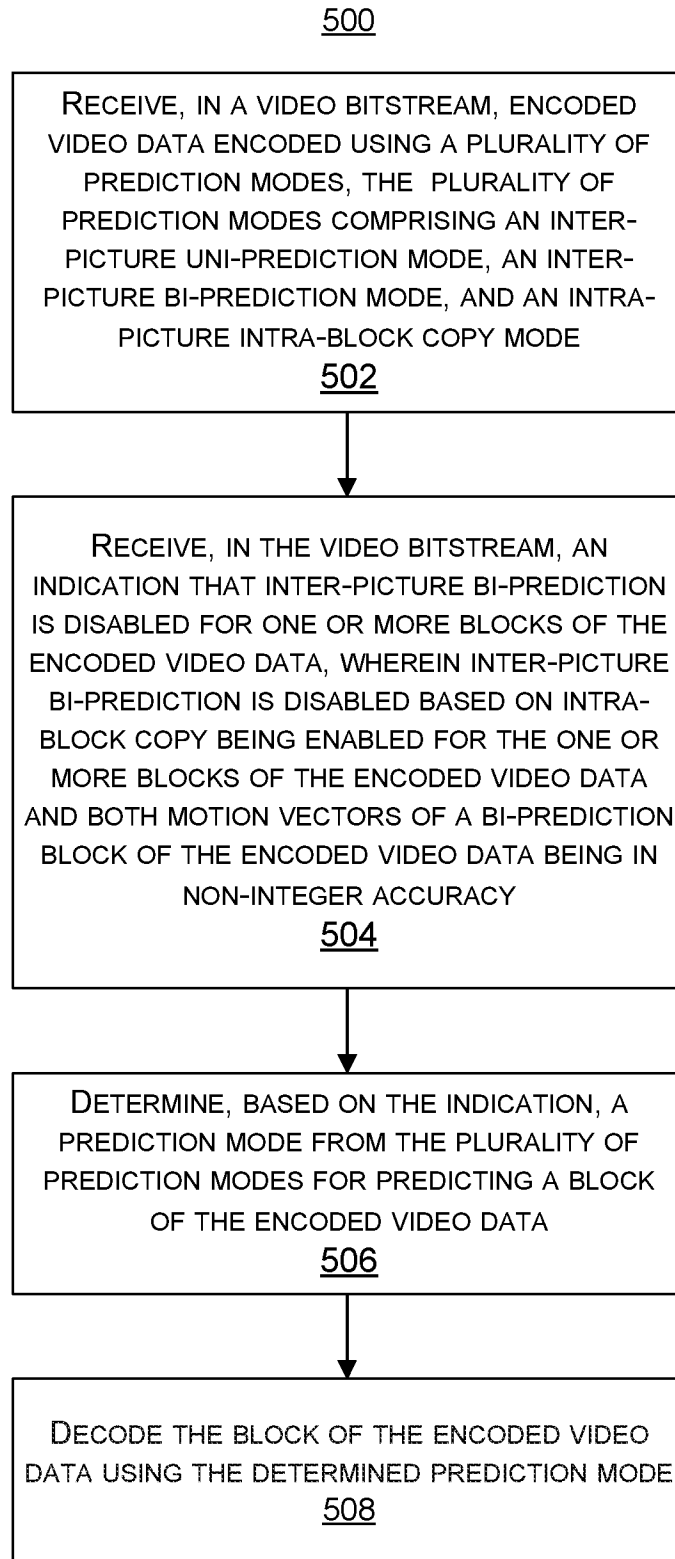 500
RECEIVE, IN A VIDEO BITSTREAM, ENCODED
VIDEO DATA ENCODED USING A PLURALITY OF
PREDICTION MODES, THE PLURALITY OF
PREDICTION MODES COMPRISING AN INTER-
PICTURE UNI-PREDICTION MODE, AN INTER-
PICTURE BI-PREDICTION MODE, AND AN INTRA-
PICTURE INTRA-BLOCK COPY MODE
502
RECEIVE, IN THE VIDEO BITSTREAM, AN
INDICATION THAT INTER-PICTURE BI-PREDICTION
IS DISABLED FOR ONE OR MORE BLOCKS OF THE
ENCODED VIDEO DATA, WHEREIN INTER-PICTURE
BI-PREDICTION IS DISABLED BASED ON INTRA-
BLOCK COPY BEING ENABLED FOR THE ONE OR
MORE BLOCKS OF THE ENCODED VIDEO DATA
AND BOTH MOTION VECTORS OF A BI-PREDICTION
BLOCK OF THE ENCODED VIDEO DATA BEING IN
NON-INTEGER ACCURACY
504
DETERMINE, BASED ON THE INDICATION, A
PREDICTION MODE FROM THE PLURALITY OF
PREDICTION MODES FOR PREDICTING A BLOCK
OF THE ENCODED VIDEO DATA
506
DECODE THE BLOCK OF THE ENCODED VIDEO
DATA USING THE DETERMINED PREDICTION MODE
508